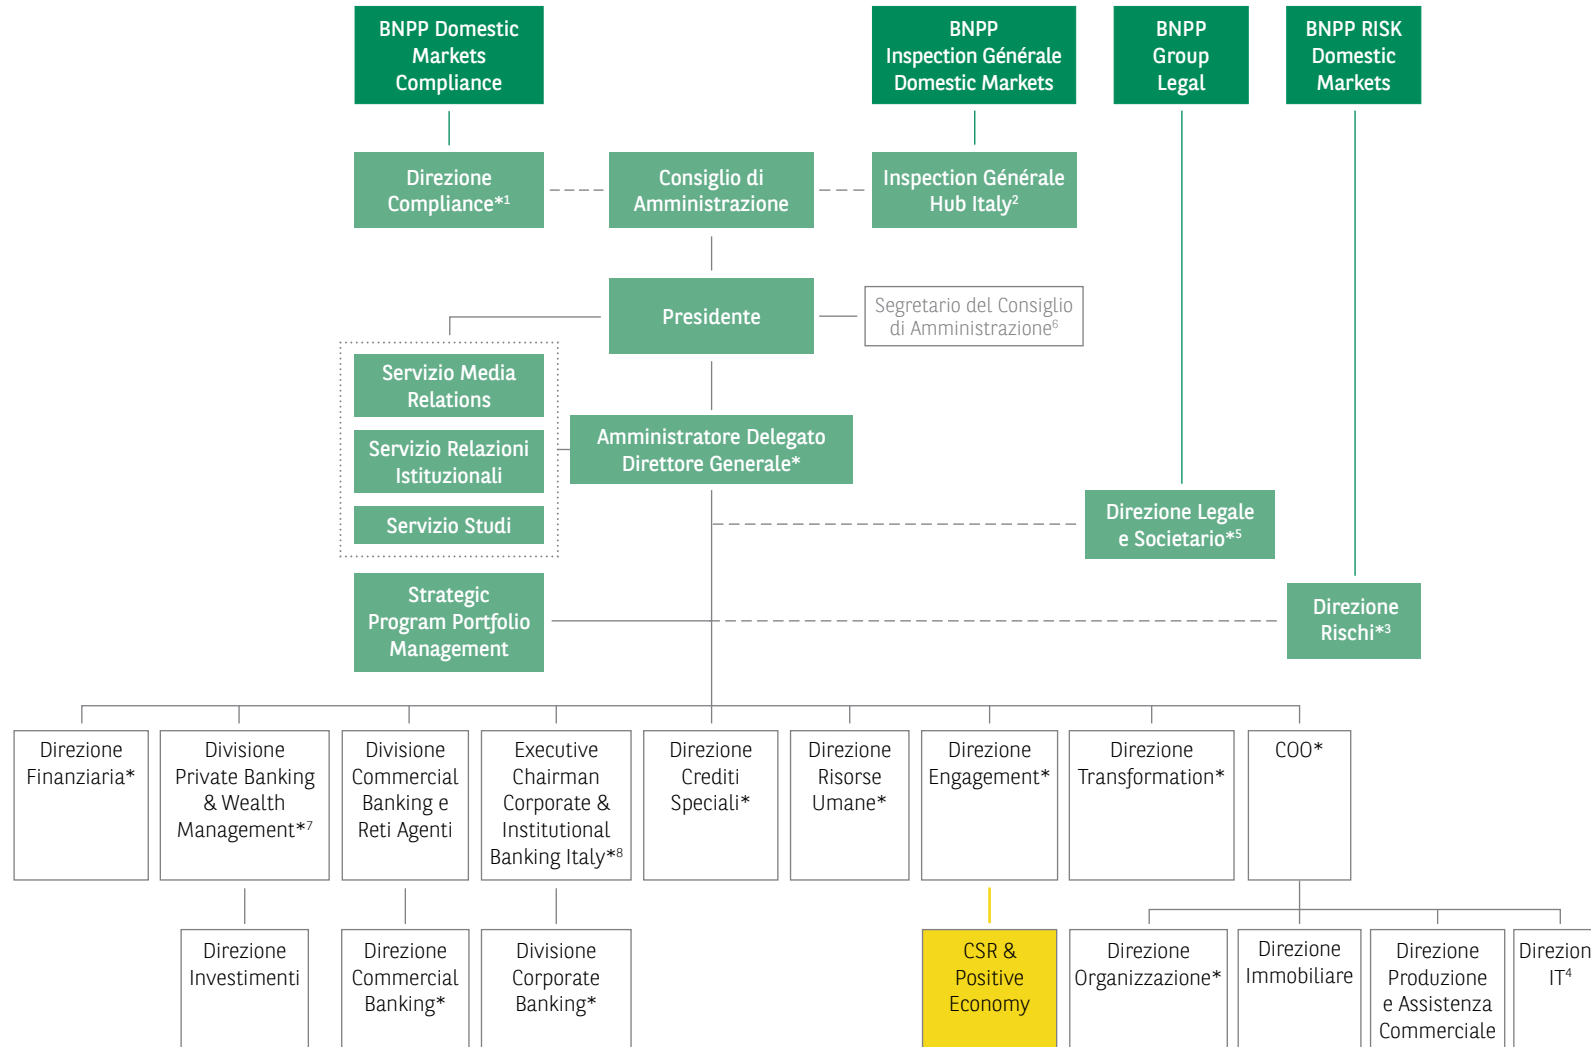 BNPP Domestic
Markets
Compliance
BNPP
Inspection Générale
Domestic Markets
BNPP
Group
Legal
BNPP RISK
Domestic
Markets
Direzione
Compliance*1
Consiglio di
Amministrazione
Inspection Générale
Hub Italy2
Presidente
Segretario del Consiglio
di Amministrazione6
Servizio Media
Relations
Servizio Relazioni
Istituzionali
Servizio Studi
Amministratore Delegato
Direttore Generale*
Direzione Legale
e Societario*5
Strategic
Program Portfolio
Management
Direzione
Rischi*3
Direzione
Finanziaria*
Divisione
Private Banking
& Wealth
Management*7
Divisione
Commercial
Banking e
Reti Agenti
Executive
Chairman
Corporate &
Institutional
Banking Italy*8
Direzione
Crediti
Speciali*
Direzione
Risorse
Umane*
Direzione
Engagement*
Direzione
Transformation*
COO*
Direzione
Investimenti
Direzione
Commercial
Banking*
Divisione
Corporate
Banking*
CSR &
Positive
Economy
Direzione
Organizzazione*
Direzione
Immobiliare
Direzione
Produzione
e Assistenza
Commerciale
Direzion
IT4